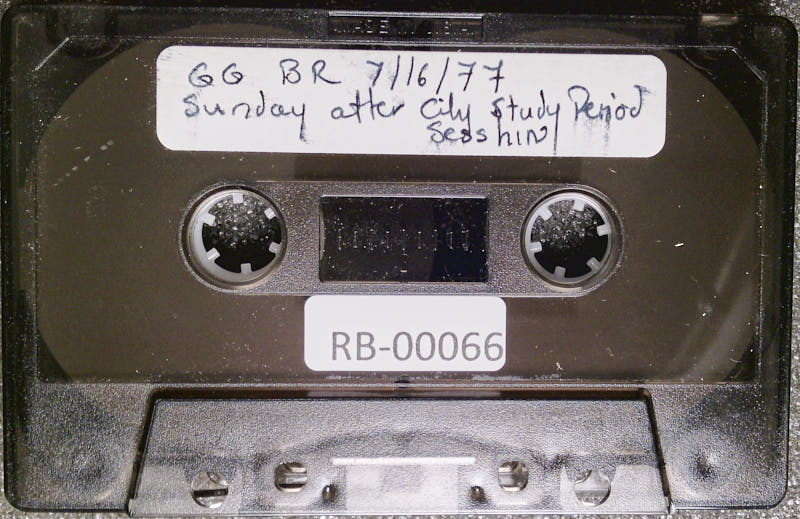 GG BR 7/16/77
Sunday after City Study Period
Sesshin
RB-00066